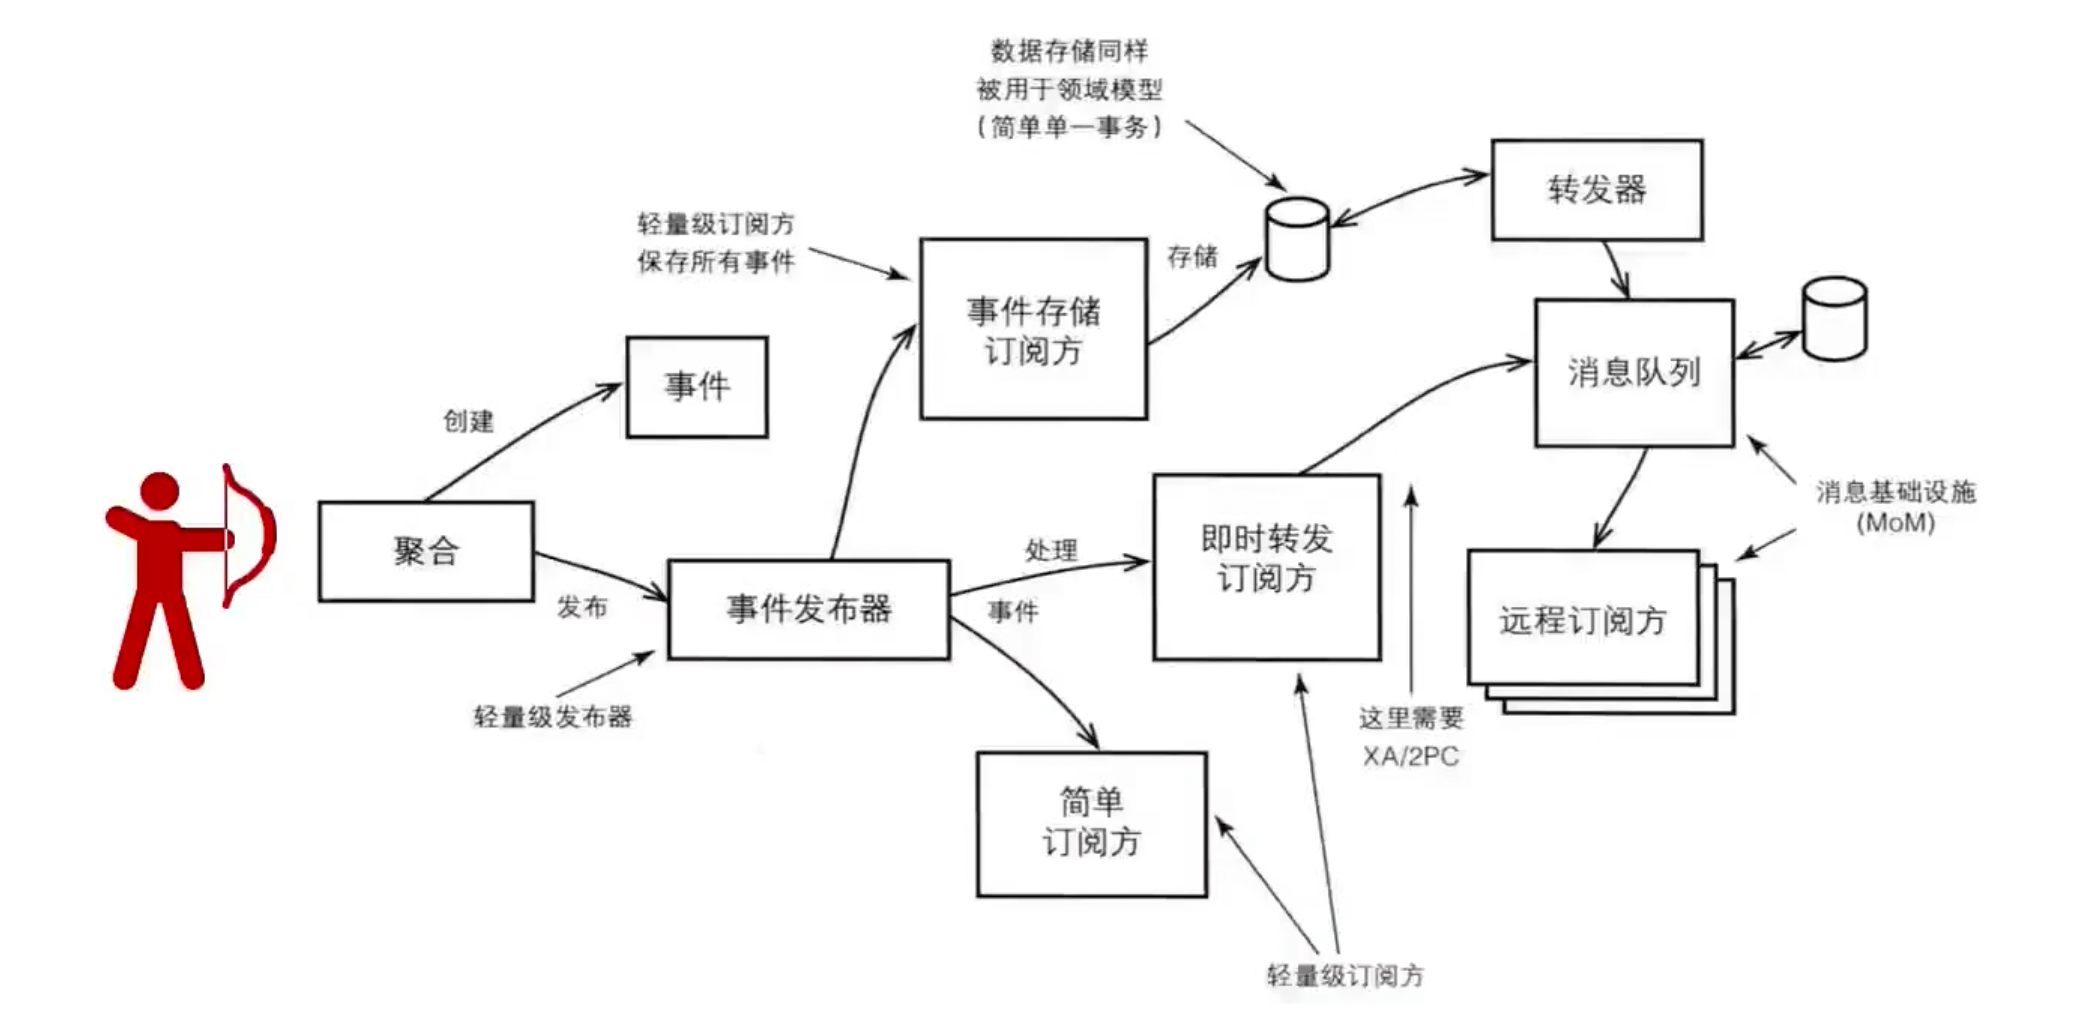 数据存储同样
被用于领域模型
(简单单一事务)
转发器
轻量级订阅方
保存所有事件
存储
事件存储
订阅方
事件
消息队列
创建
消息基础设施
(MoM)
聚合
即时转发
订阅方
处理
发布
事件发布器
事件
远程订阅方
轻量级发布器
这里需要
XA/2PC
简单
订阅方
轻量级订阅方